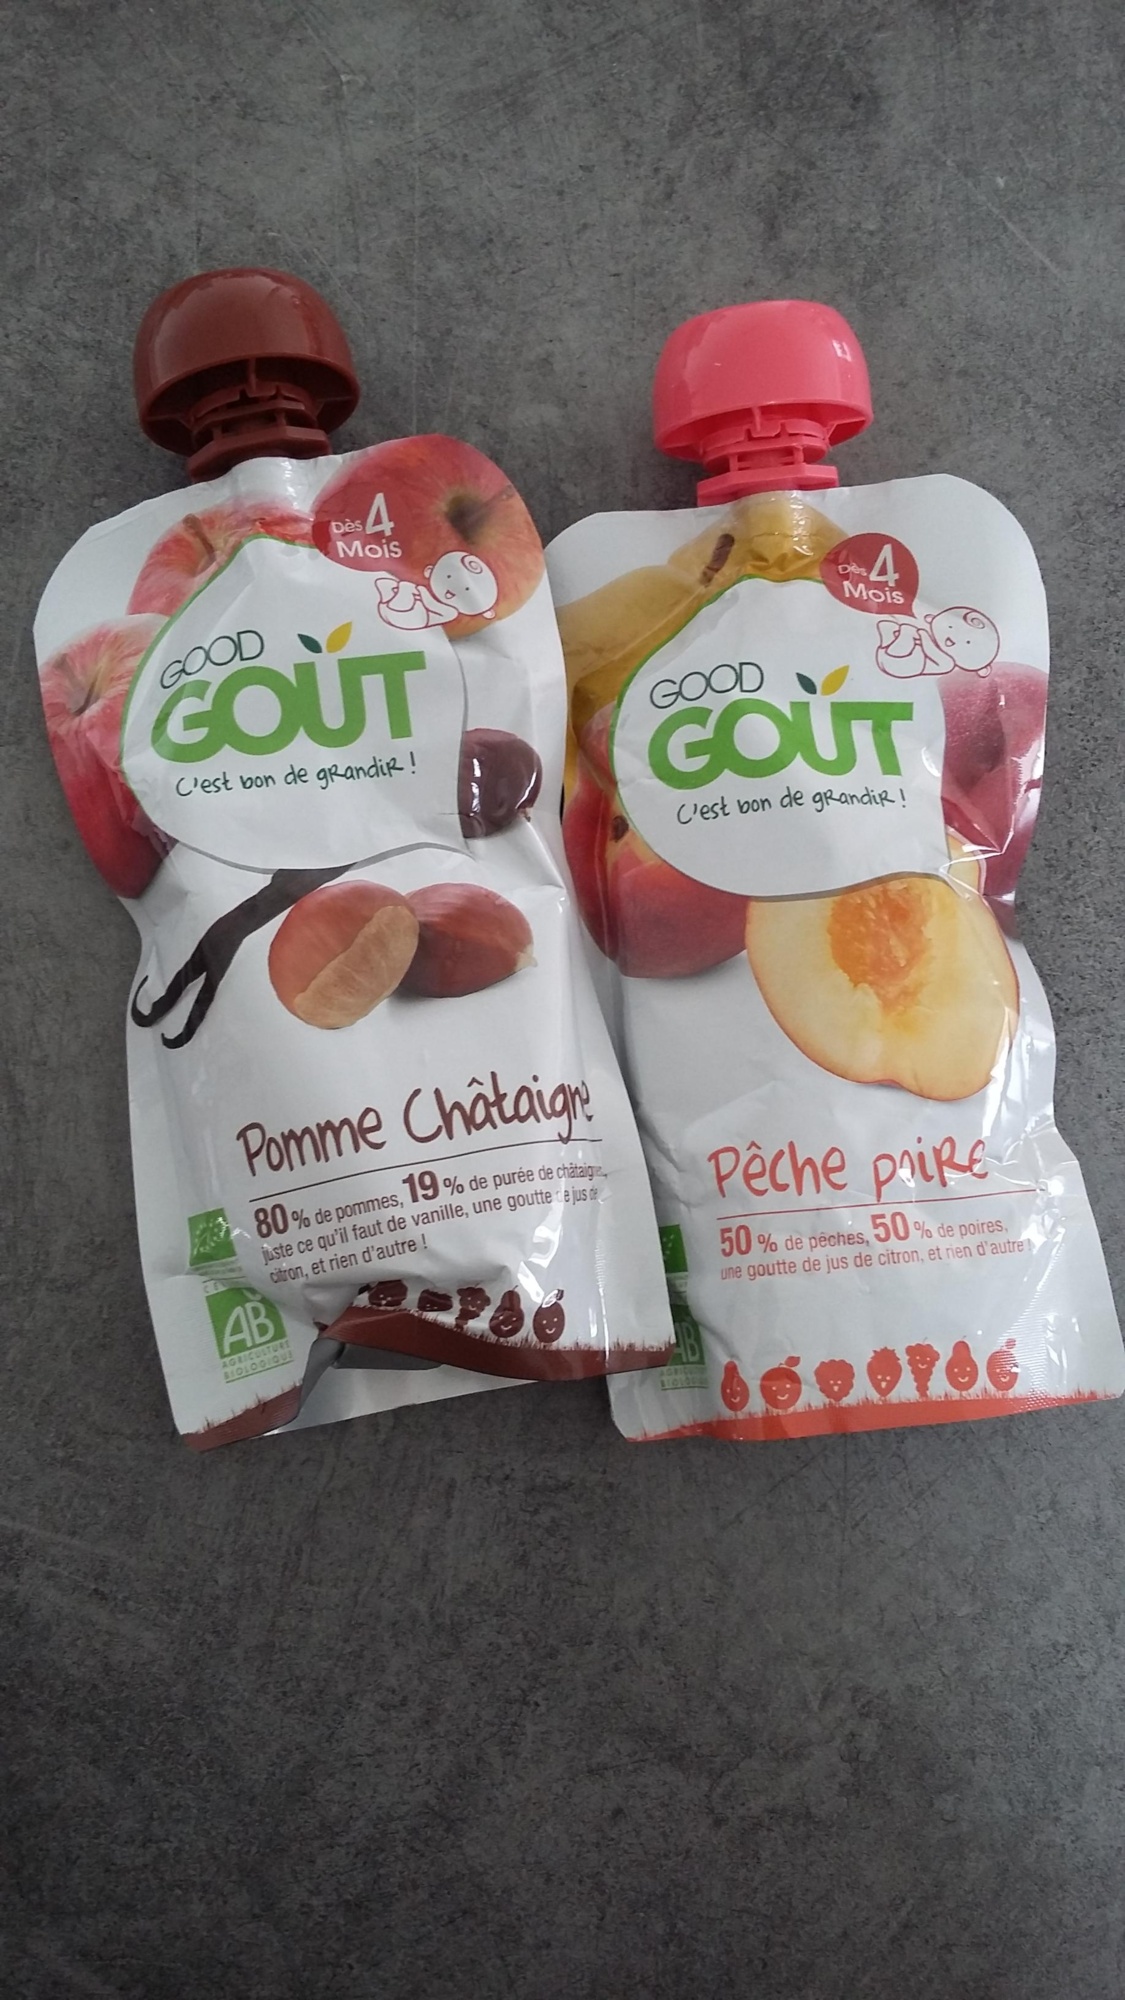 Dès 4
Mois
GOOD
GOÛT
C'est bon de grandir !
Pomme Châtaigne
80 % de pommes, 19 % de purée de
juste ce qu'il faut de vanille, une goutte de jus de
citron, et rien d'autre !
AB
AGRICULTURE
BIOLOGIQUE
Dès 4
Mois
GOOD
GOÛT
C'est bon de grandir !
Pêche poire
50 % de pêches, 50 % de poires,
une goutte de jus de citron, et rien d'autre !
AB